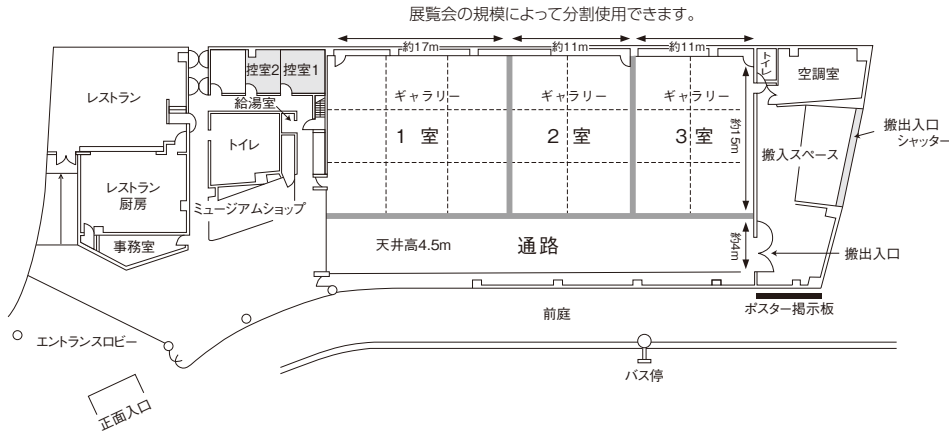 展覧会の規模によって分割使用できます。
約17m
約11m
約11m
控室2
控室1
トイレ
空調室
レストラン
給湯室
ギャラリー
1 室
ギャラリー
2 室
ギャラリー
3 室
約15m
搬出入口
シャッター
トイレ
搬入スペース
レストラン
厨房
ミュージアムショップ
事務室
天井高4.5m
通路
約4m
搬出入口
ポスター掲示板
前庭
エントランスロビー
バス停
正面入口